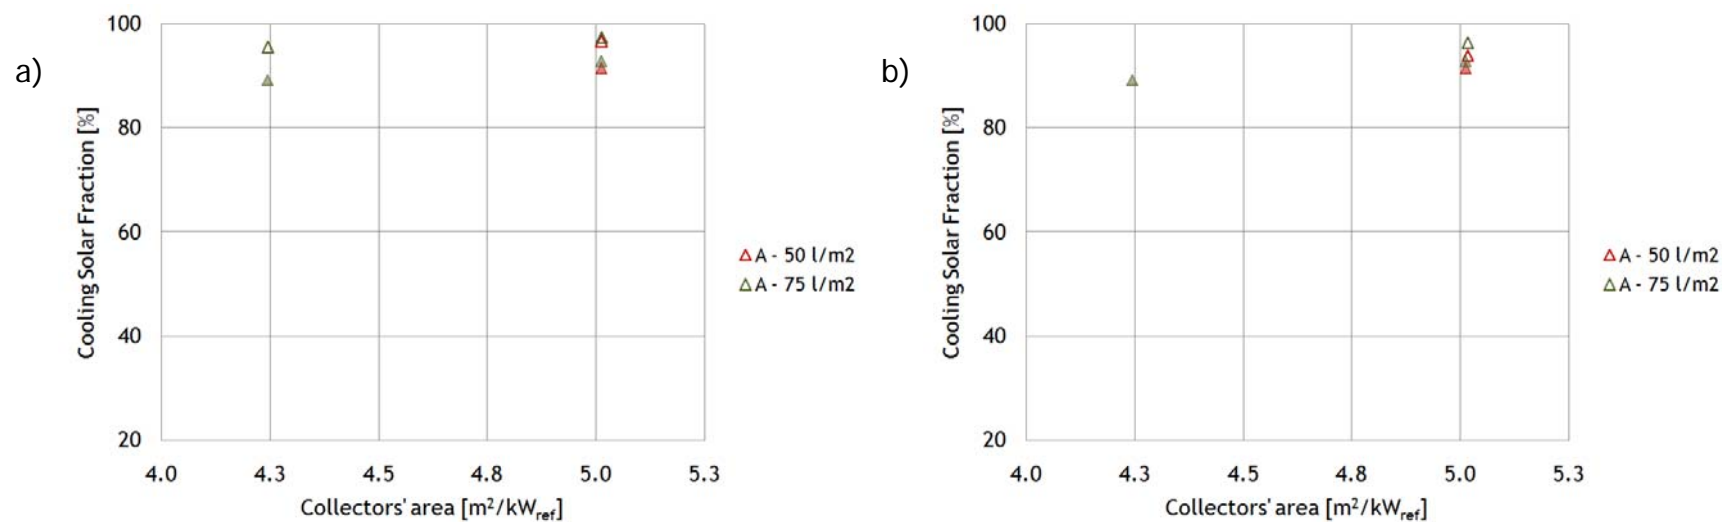 a)
Cooling Solar Fraction [%]
100
80
60
40
20
4.0 4.3 4.5 4.8 5.0 5.3
Collectors' area [m²/kWref]
A - 50 l/m2
A - 75 l/m2
b)
Cooling Solar Fraction [%]
100
80
60
40
20
4.0 4.3 4.5 4.8 5.0 5.3
Collectors' area [m²/kWref]
A - 50 l/m2
A - 75 l/m2